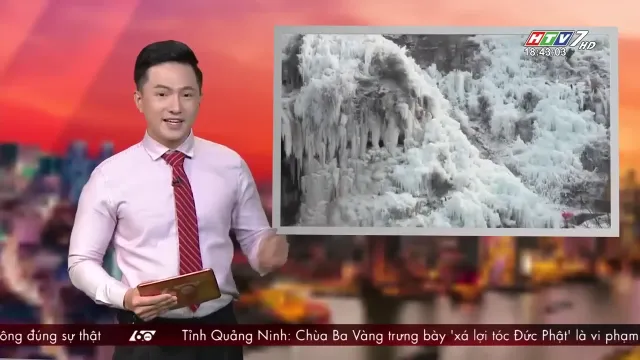 HTV7 HD
18:43:03
ông đúng sự thật 60 Tỉnh Quảng Ninh: Chùa Ba Vàng trưng bày 'xá lợi tóc Đức Phật' là vi phạm